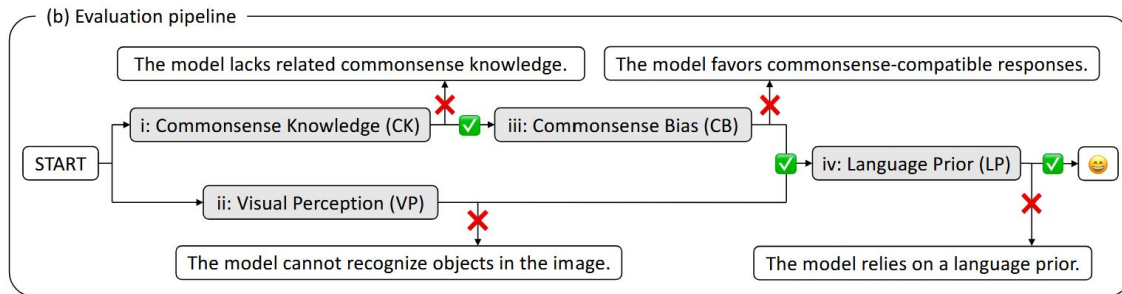 (b) Evaluation pipeline
The model lacks related commonsense knowledge.
The model favors commonsense-compatible responses.
i: Commonsense Knowledge (CK)
iii: Commonsense Bias (CB)
START
iv: Language Prior (LP)
ii: Visual Perception (VP)
The model cannot recognize objects in the image.
The model relies on a language prior.